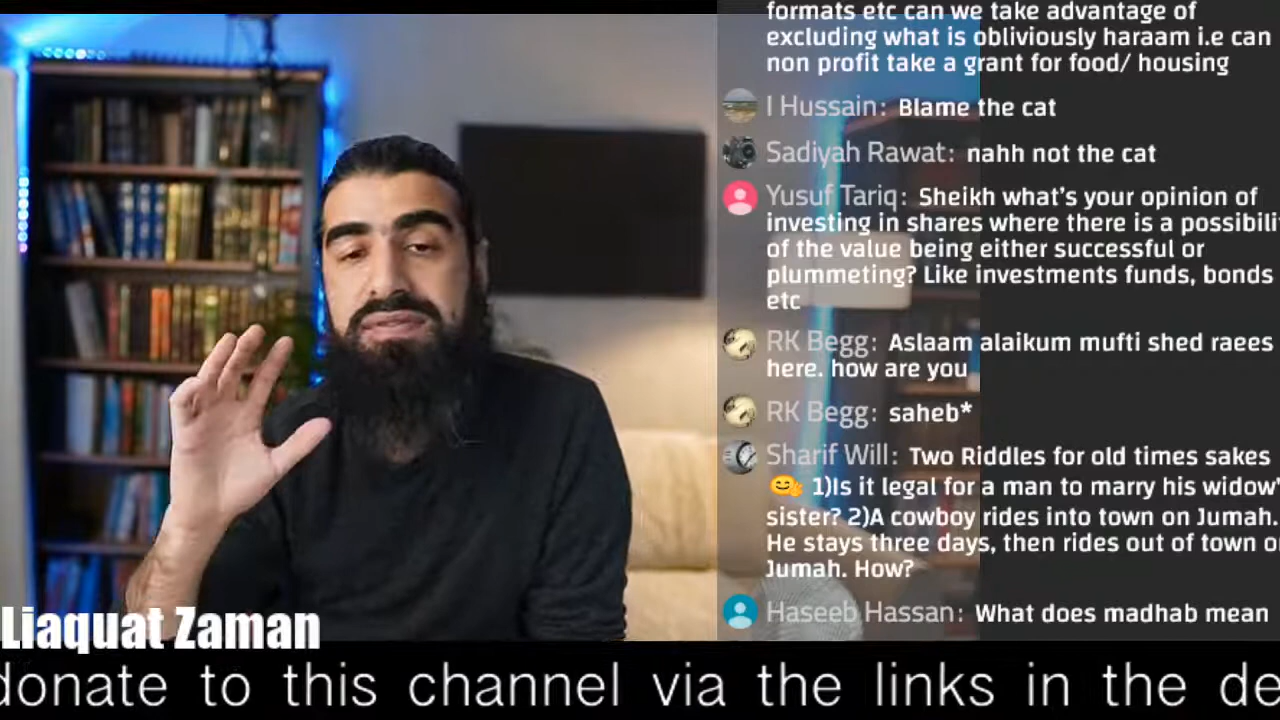 formats etc can we take advantage of
excluding what is obliviously haraam i.e can
non profit take a grant for food/ housing
I Hussain: Blame the cat
Sadiyah Rawat: nahh not the cat
Yusuf Tariq: Sheikh what's your opinion of
investing in shares where there is a possibili
of the value being either successful or
plummeting? Like investments funds, bonds
etc
RK Begg: Aslaam alaikum mufti shed raees
here. how are you
RK Begg: saheb*
Sharif Will: Two Riddles for old times sakes
😊👏 1)Is it legal for a man to marry his widow'
sister? 2)A cowboy rides into town on Jumah.
He stays three days, then rides out of town o
Jumah. How?
Haseeb Hassan: What does madhab mean
Liaquat Zaman
donate to this channel via the links in the de